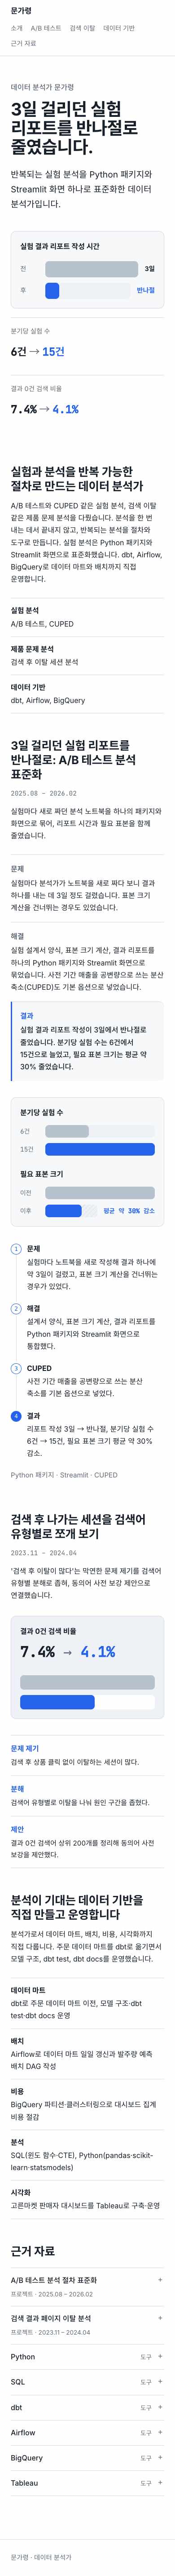 문가령
소개 A/B 테스트 검색 이탈 데이터 기반
근거 자료
데이터 분석가 문가령
3일 걸리던 실험
리포트를 반나절로
줄였습니다.
반복되는 실험 분석을 Python 패키지와
Streamlit 화면 하나로 표준화한 데이터
분석가입니다.
실험 결과 리포트 작성 시간
전 3일
후 반나절
분기당 실험 수
6건 → 15건
결과 0건 검색 비율
7.4% → 4.1%
실험과 분석을 반복 가능한
절차로 만드는 데이터 분석가
A/B 테스트와 CUPED 같은 실험 분석, 검색 이탈
같은 제품 문제 분석을 다뤘습니다. 분석을 한 번
내는 데서 끝내지 않고, 반복되는 분석을 절차와
도구로 만듭니다. 실험 분석은 Python 패키지와
Streamlit 화면으로 표준화했습니다. dbt, Airflow,
BigQuery로 데이터 마트와 배치까지 직접
운영합니다.
실험 분석
A/B 테스트, CUPED
제품 문제 분석
검색 후 이탈 세션 분석
데이터 기반
dbt, Airflow, BigQuery
3일 걸리던 실험 리포트를
반나절로: A/B 테스트 분석
표준화
2025.08 – 2026.02
실험마다 새로 짜던 분석 노트북을 하나의 패키지와
화면으로 묶어, 리포트 시간과 필요 표본을 함께
줄였습니다.
문제
실험마다 분석가가 노트북을 새로 짜다 보니 결과
하나를 내는 데 3일 정도 걸렸습니다. 표본 크기
계산을 건너뛰는 경우도 있었습니다.
해결
실험 설계서 양식, 표본 크기 계산, 결과 리포트를
하나의 Python 패키지와 Streamlit 화면으로
묶었습니다. 사전 기간 매출을 공변량으로 쓰는 분산
축소(CUPED)도 기본 옵션으로 넣었습니다.
결과
실험 결과 리포트 작성이 3일에서 반나절로
줄었습니다. 분기당 실험 수는 6건에서
15건으로 늘었고, 필요 표본 크기는 평균 약
30% 줄었습니다.
분기당 실험 수
6건
15건
필요 표본 크기
이전
이후 평균 약 30% 감소
1 문제
실험마다 노트북을 새로 작성해 결과 하나에
약 3일이 걸렸고, 표본 크기 계산을 건너뛰는
경우가 있었다.
2 해결
설계서 양식, 표본 크기 계산, 결과 리포트를
Python 패키지와 Streamlit 화면으로
통합했다.
3 CUPED
사전 기간 매출을 공변량으로 쓰는 분산
축소를 기본 옵션으로 넣었다.
4 결과
리포트 작성 3일 → 반나절, 분기당 실험 수
6건 → 15건, 필요 표본 크기 평균 약 30%
감소.
Python 패키지 · Streamlit · CUPED
검색 후 나가는 세션을 검색어
유형별로 쪼개 보기
2023.11 – 2024.04
'검색 후 이탈이 많다'는 막연한 문제 제기를 검색어
유형별 분해로 좁혀, 동의어 사전 보강 제안으로
연결했습니다.
결과 0건 검색 비율
7.4% → 4.1%
문제 제기
검색 후 상품 클릭 없이 이탈하는 세션이 많다.
분해
검색어 유형별로 이탈을 나눠 원인 구간을 좁혔다.
제안
결과 0건 검색어 상위 200개를 정리해 동의어 사전
보강을 제안했다.
분석이 기대는 데이터 기반을
직접 만들고 운영합니다
분석가로서 데이터 마트, 배치, 비용, 시각화까지
직접 다룹니다. 주문 데이터 마트를 dbt로 옮기면서
모델 구조, dbt test, dbt docs를 운영했습니다.
데이터 마트
dbt로 주문 데이터 마트 이전, 모델 구조·dbt
test·dbt docs 운영
배치
Airflow로 데이터 마트 일일 갱신과 발주량 예측
배치 DAG 작성
비용
BigQuery 파티션·클러스터링으로 대시보드 집계
비용 절감
분석
SQL(윈도 함수·CTE), Python(pandas·scikit-
learn·statsmodels)
시각화
고른마켓 판매자 대시보드를 Tableau로 구축·운영
근거 자료
A/B 테스트 분석 절차 표준화 +
프로젝트 · 2025.08 – 2026.02
검색 결과 페이지 이탈 분석 +
프로젝트 · 2023.11 – 2024.04
Python 도구 +
SQL 도구 +
dbt 도구 +
Airflow 도구 +
BigQuery 도구 +
Tableau 도구 +
문가령 · 데이터 분석가